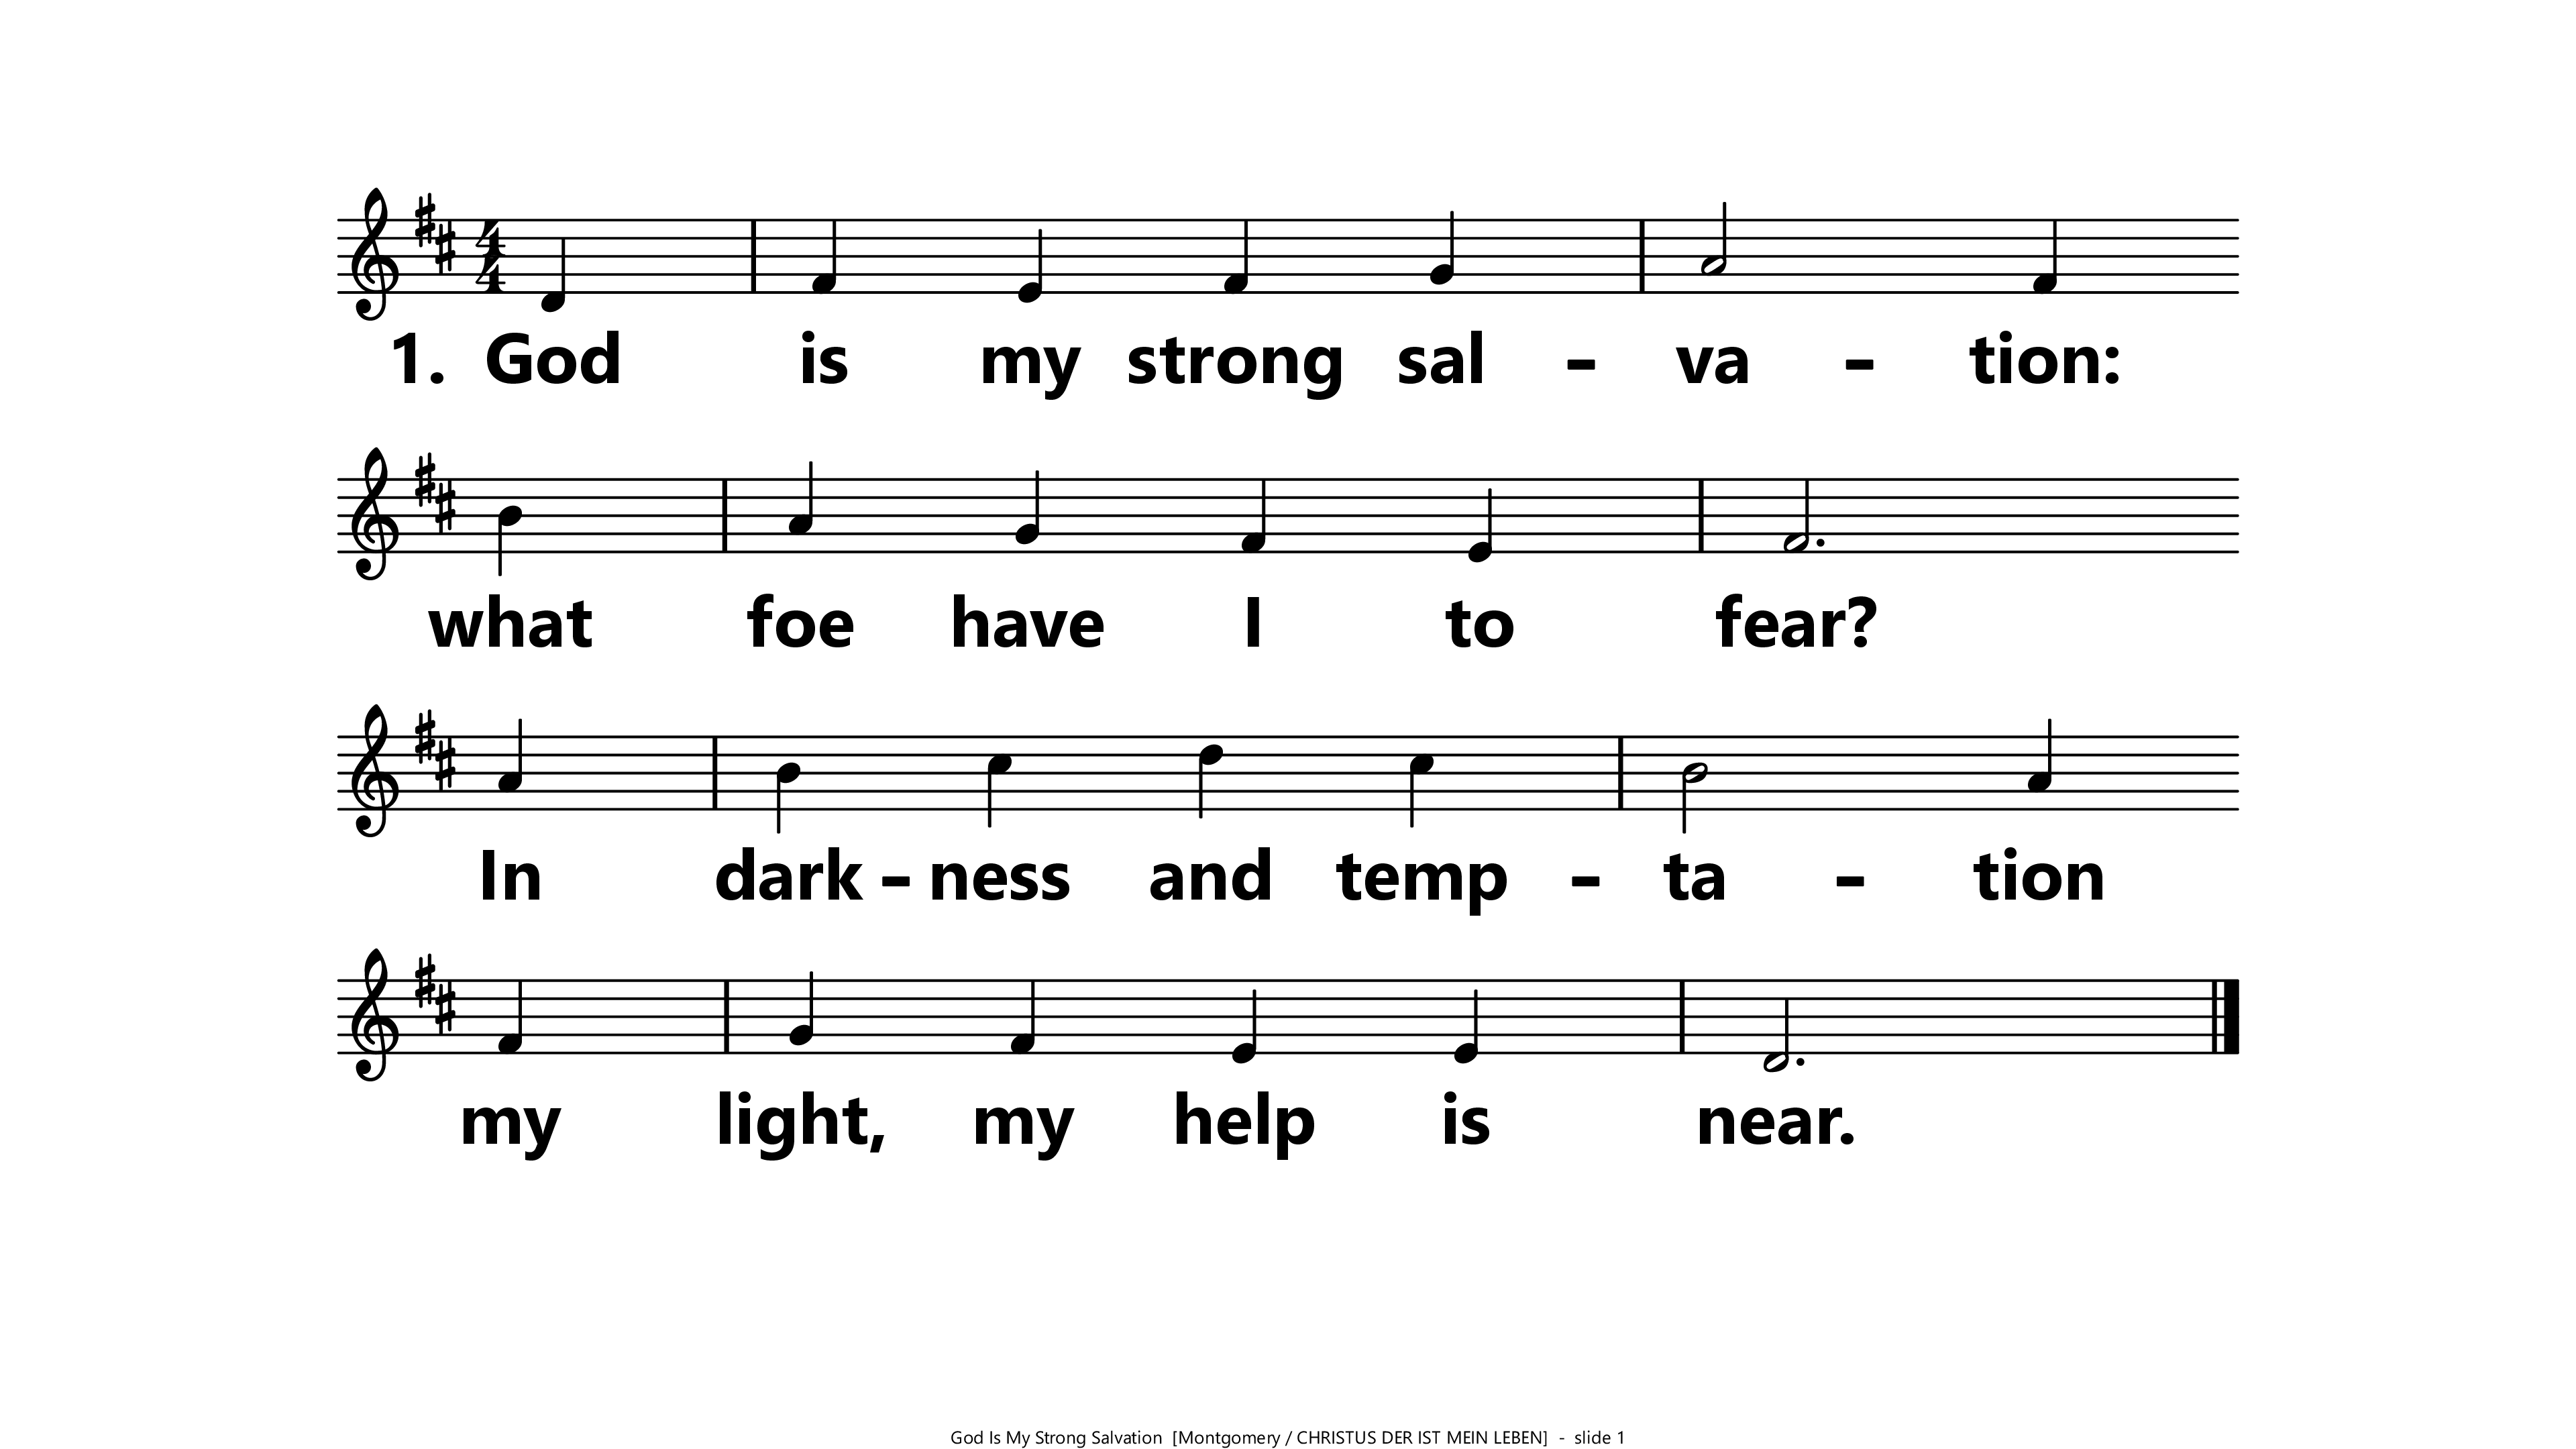 1. God is my strong sal - va - tion:
what foe have I to fear?
In dark - ness and temp - ta - tion
my light, my help is near.
God Is My Strong Salvation [Montgomery / CHRISTUS DER IST MEIN LEBEN] - slide 1